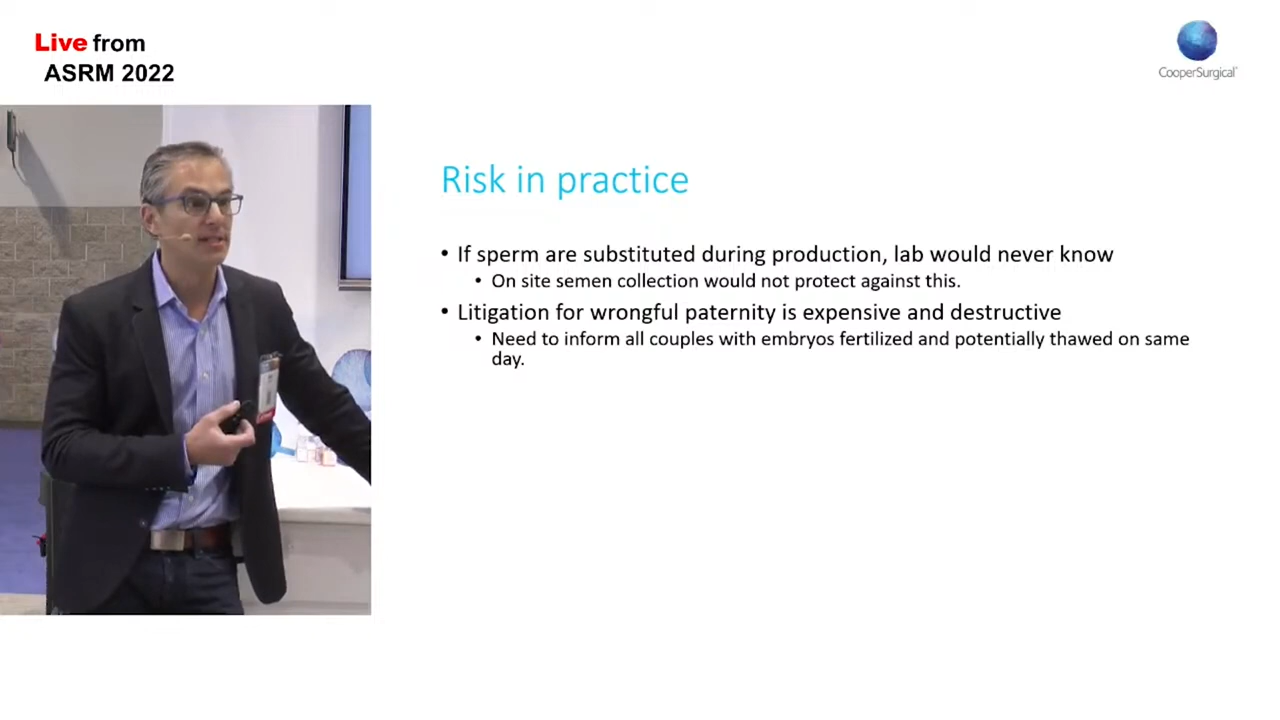 Live from
ASRM 2022
CooperSurgical
Risk in practice
• If sperm are substituted during production, lab would never know
• On site semen collection would not protect against this.
• Litigation for wrongful paternity is expensive and destructive
• Need to inform all couples with embryos fertilized and potentially thawed on same
day.